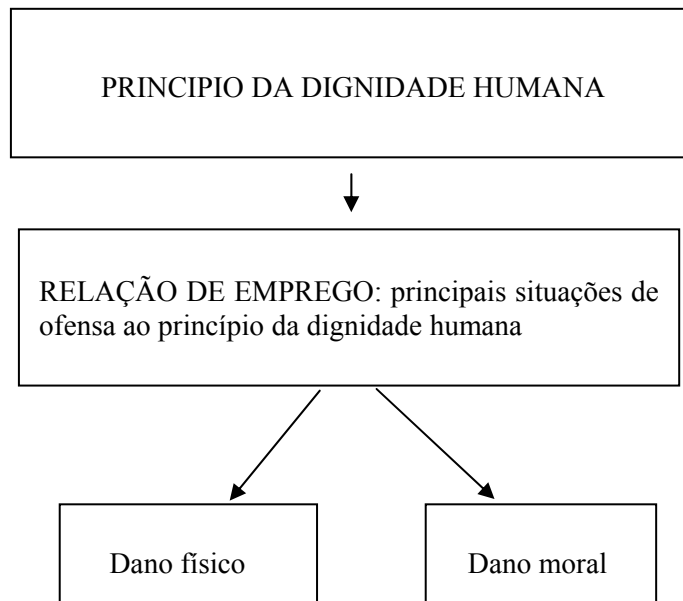 PRINCIPIO DA DIGNIDADE HUMANA
RELAÇÃO DE EMPREGO: principais situações de
ofensa ao princípio da dignidade humana
Dano físico
Dano moral